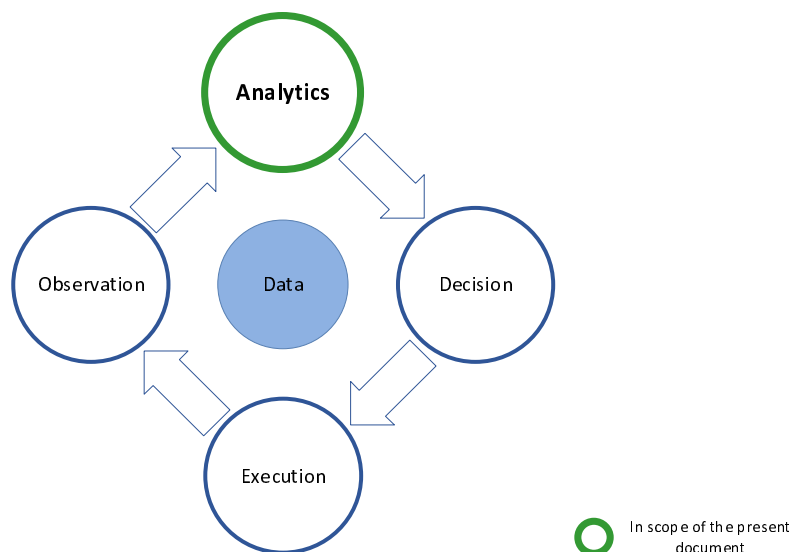 Analytics
Observation
Data
Decision
Execution
In scope of the present
document